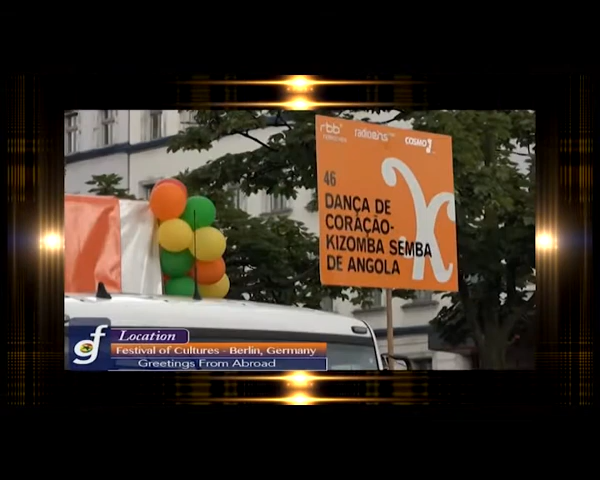 rbb
radioeins
COSMO
46
DANÇA DE
CORAÇÃO-
KIZOMBA SEMBA
DE ANGOLA
gf
Location
Festival of Cultures - Berlin, Germany
Greetings From Abroad